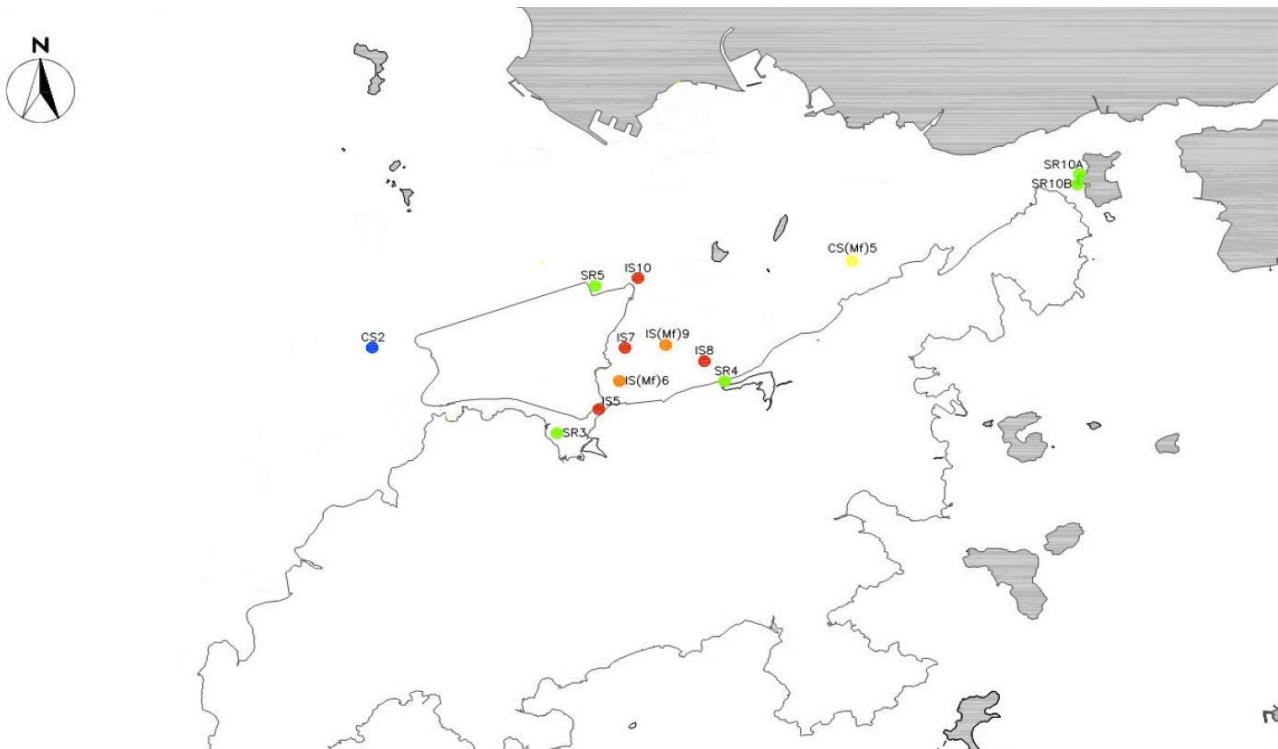 N
SR10A
SR10B
CS(Mf)5
IS10
SR5
CS2
IS7
IS(Mf)9
IS8
SR4
IS(Mf)6
IS5
SR3